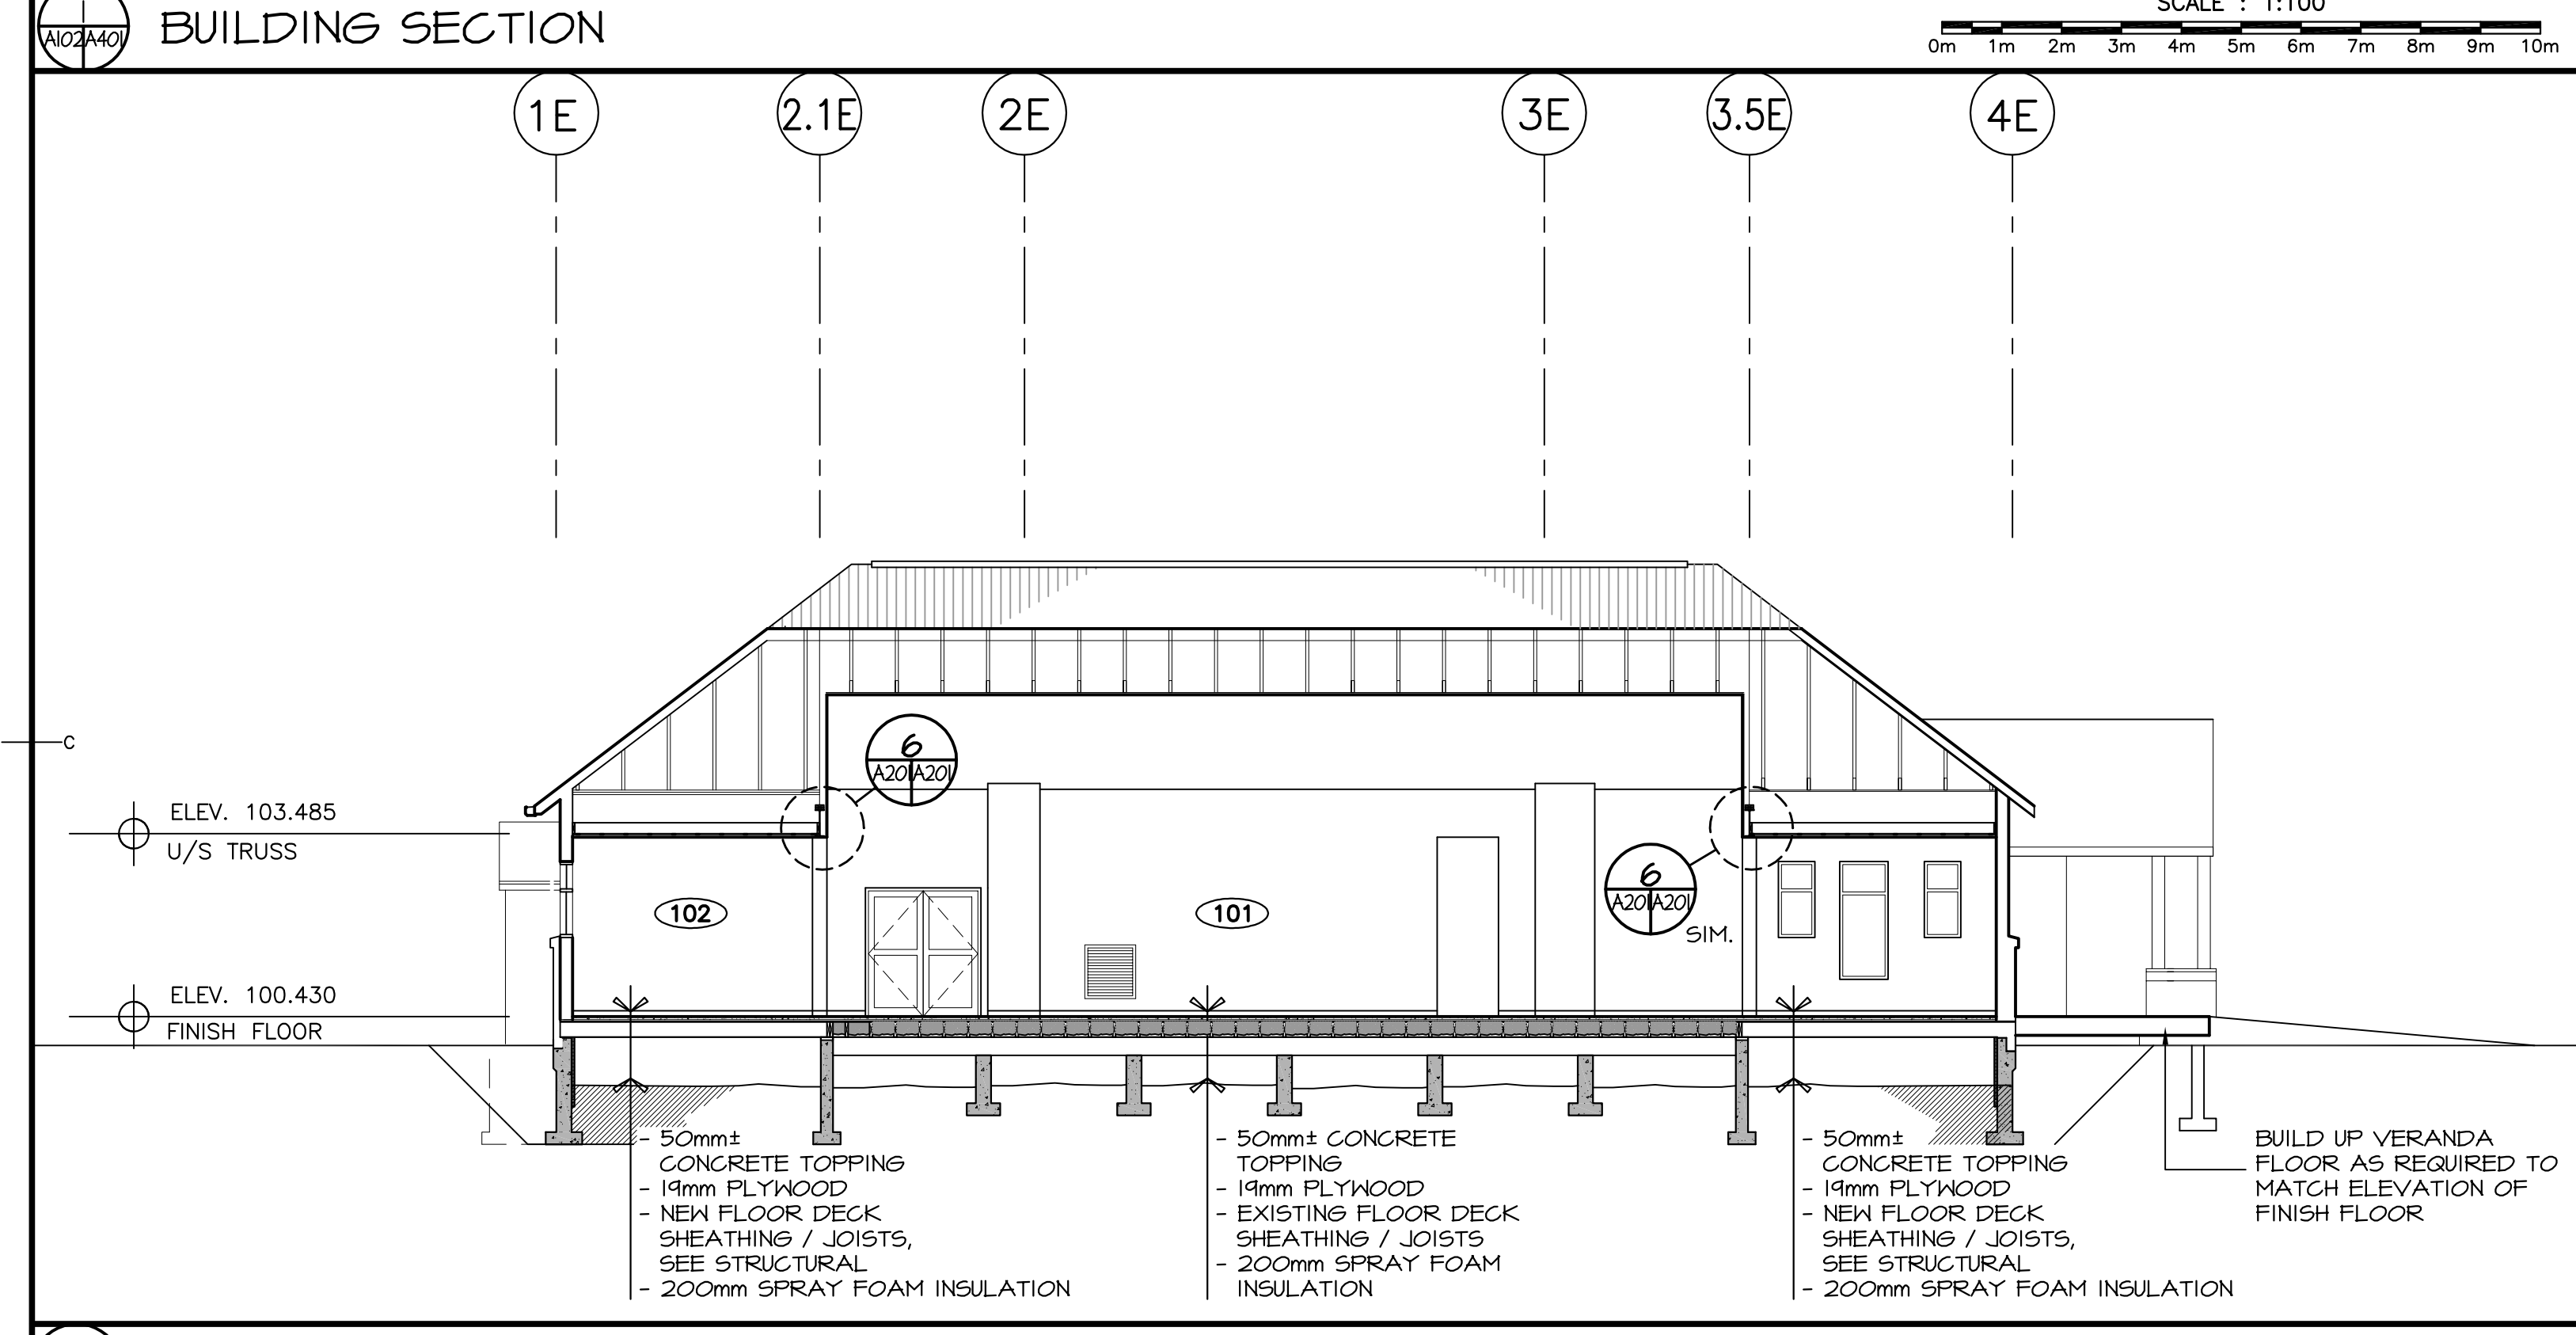 A102 A401
BUILDING SECTION
SCALE : 1:100
0m 1m 2m 3m 4m 5m 6m 7m 8m 9m 10m
1E 2.1E 2E 3E 3.5E 4E
C
6
A201 A201
ELEV. 103.485
U/S TRUSS
6
A201 A201
SIM.
102
101
ELEV. 100.430
FINISH FLOOR
- 50mm±
CONCRETE TOPPING
- 19mm PLYWOOD
- NEW FLOOR DECK
SHEATHING / JOISTS,
SEE STRUCTURAL
- 200mm SPRAY FOAM INSULATION
- 50mm± CONCRETE
TOPPING
- 19mm PLYWOOD
- EXISTING FLOOR DECK
SHEATHING / JOISTS
- 200mm SPRAY FOAM
INSULATION
- 50mm±
CONCRETE TOPPING
- 19mm PLYWOOD
- NEW FLOOR DECK
SHEATHING / JOISTS,
SEE STRUCTURAL
- 200mm SPRAY FOAM INSULATION
BUILD UP VERANDA
FLOOR AS REQUIRED TO
MATCH ELEVATION OF
FINISH FLOOR